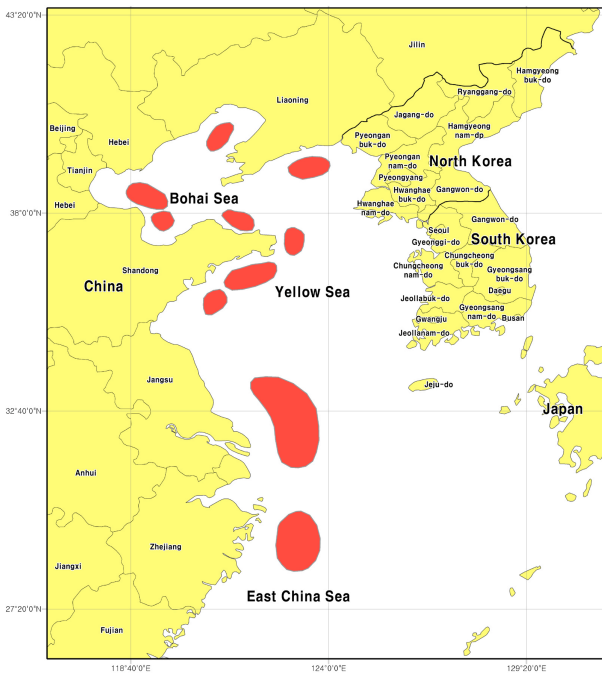 43°20'0"N
Jilin
Hamgyeong
buk-do
Ryanggang-do
Liaoning
Jagang-do
Beijing
Hebei
Pyeongan
buk-do
Hamgyeong
nam-dp
Tianjin
Pyeongan
nam-do
North Korea
Pyeongyang
Hwanghae
buk-do
Gangwon-do
Hebei
Bohai Sea
Hwanghae
nam-do
38°0'0"N
Gangwon-do
Seoul
Gyeonggi-do
South Korea
Chungcheong
buk-do
Chungcheong
nam-do
Shandong
Gyeongsang
buk-do
China
Yellow Sea
Daegu
Jeollabuk-do
Gyeongsang
nam-do
Gwangju
Busan
Jeollanam-do
Jangsu
Jeju-do
32°40'0"N
Japan
Anhui
Zhejiang
Jiangxi
East China Sea
27°20'0"N
Fujian
118°40'0"E
124°0'0"E
129°20'0"E